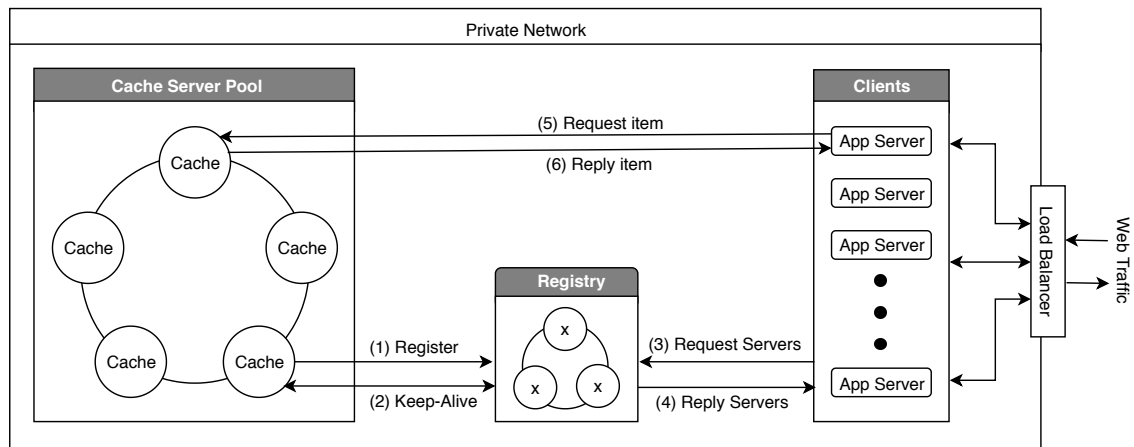 Private Network
Cache Server Pool
Clients
(5) Request item
App Server
Cache
(6) Reply item
App Server
Cache
Cache
App Server
Load Balancer
Web Traffic
Registry
x
(1) Register
(3) Request Servers
Cache
Cache
x
x
(2) Keep-Alive
(4) Reply Servers
App Server